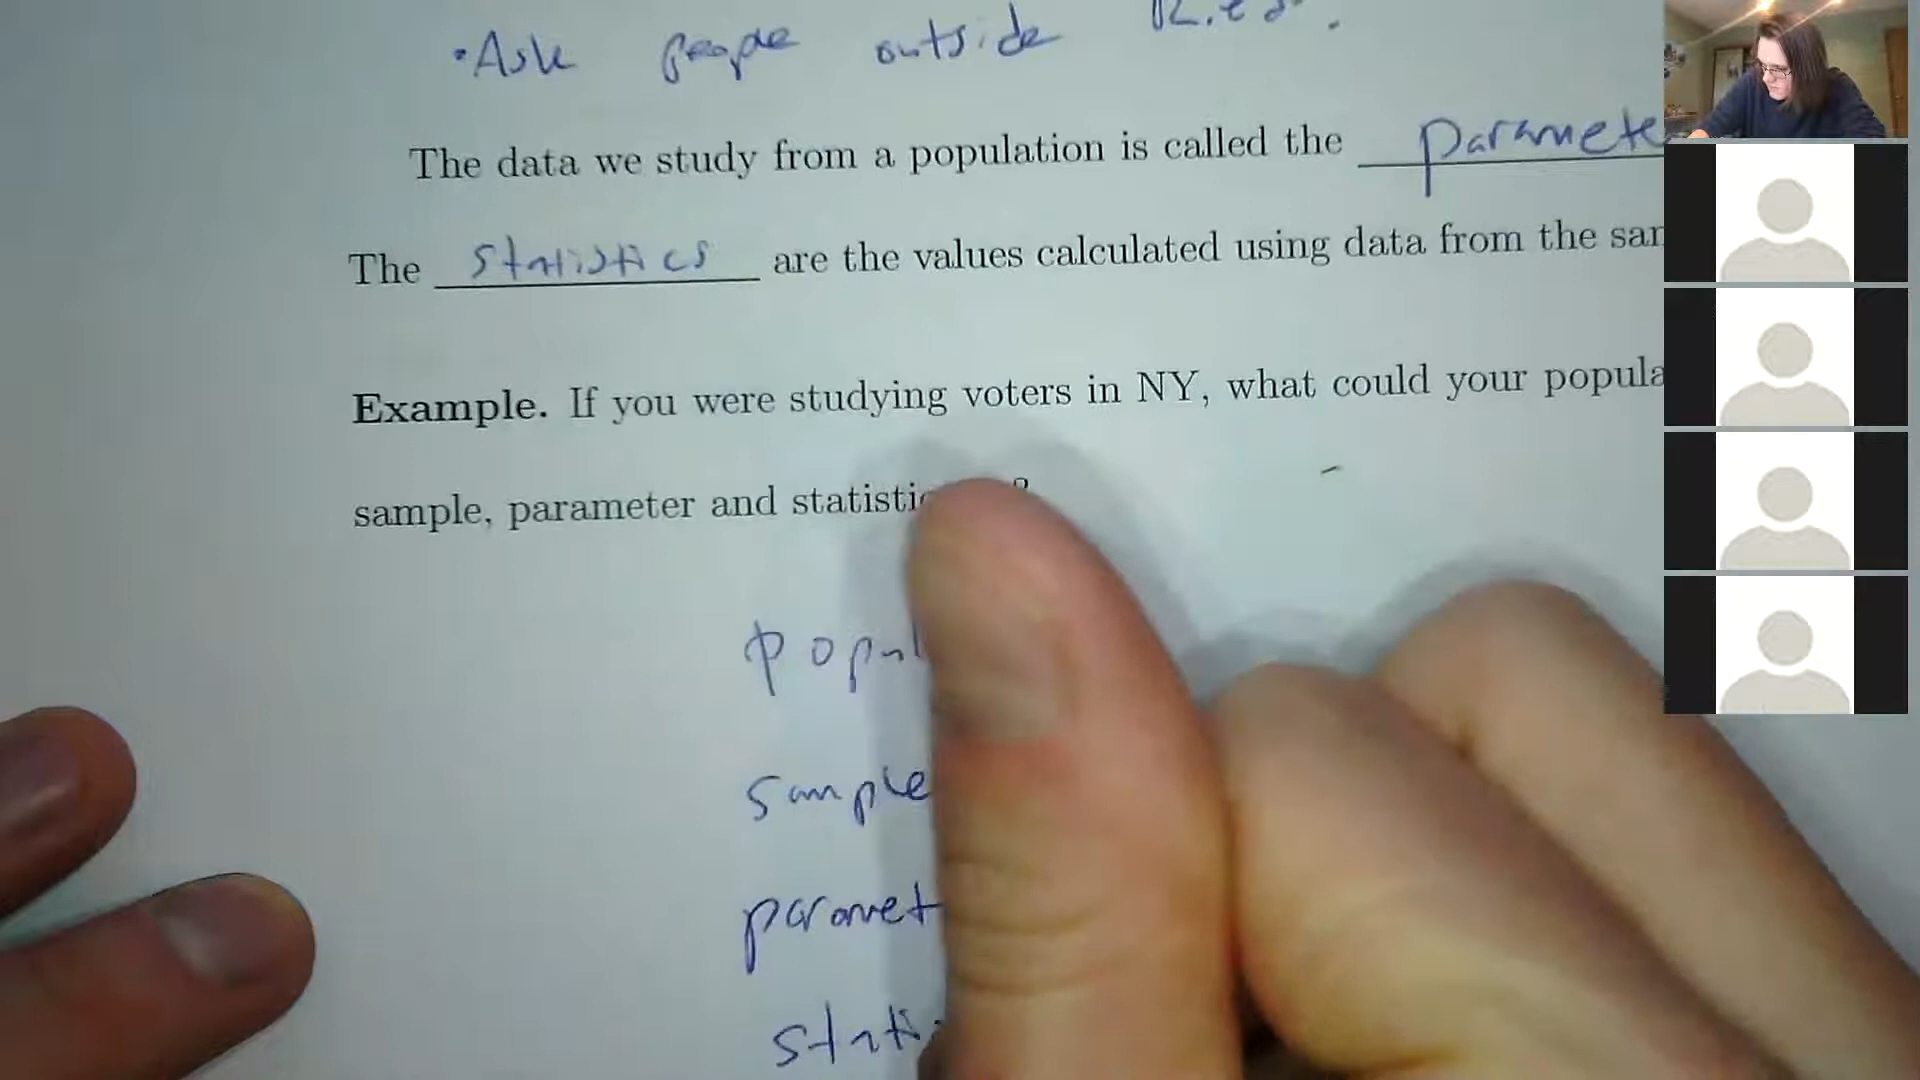 •Ask people outside
The data we study from a population is called the paramete
The statistics are the values calculated using data from the sam
Example. If you were studying voters in NY, what could your popula
sample, parameter and statisti ?
popul
sample
paramet
stati